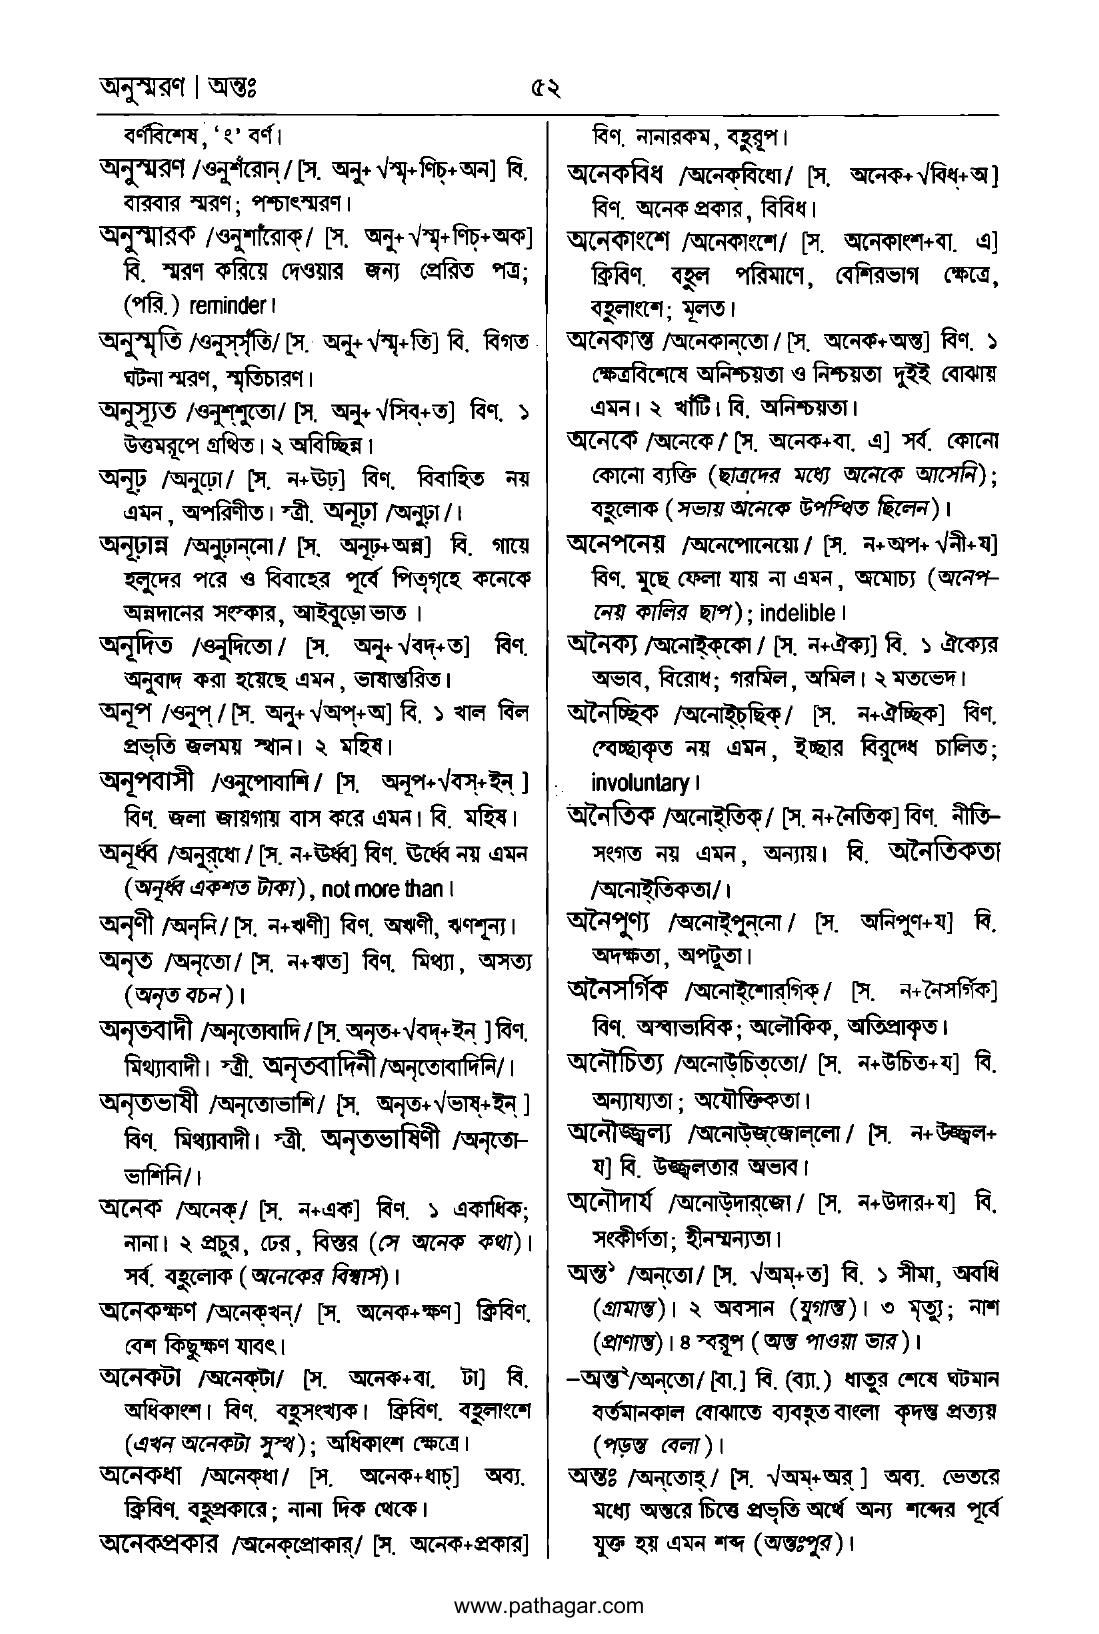 অনুস্মরণ | অন্তঃ
৫২
বর্ণবিশেষ, ‘ং’ বর্ণ।
অনুস্মরণ /ওনুশঁরোন্/ [স. অনু+√স্মৃ+ণিচ্+অন] বি.
বারবার স্মরণ; পশ্চাৎস্মরণ।
অনুস্মারক /ওনুশাঁরোক্/ [স. অনু+√স্মৃ+ণিচ্+অক]
বি. স্মরণ করিয়ে দেওয়ার জন্য প্রেরিত পত্র;
(পরি.) reminder।
অনুস্মৃতি /ওনুস্সৃঁতি/ [স. অনু+√স্মৃ+তি] বি. বিগত
ঘটনা স্মরণ, স্মৃতিচারণ।
অনুস্যূত /ওনুশ্শুতো/ [স. অনু+√সিব্+ত] বিণ. ১
উত্তমরূপে গ্রথিত। ২ অবিচ্ছিন্ন।
অনূঢ় /অনুঢ়ো/ [স. ন+ঊঢ়] বিণ. বিবাহিত নয়
এমন, অপরিণীত। স্ত্রী. অনূঢ়া /অনুঢ়া/।
অনূঢ়ান্ন /অনুঢ়ান্নো/ [স. অনূঢ়+অন্ন] বি. গায়ে
হলুদের পরে ও বিবাহের পূর্বে পিতৃগৃহে কনেকে
অন্নদানের সংস্কার, আইবুড়ো ভাত ।
অনূদিত /ওনুদিতো/ [স. অনু+√বদ্+ত] বিণ.
অনুবাদ করা হয়েছে এমন, ভাষান্তরিত।
অনূপ /ওনুপ্/ [স. অনু+√অপ্+অ] বি. ১ খাল বিল
প্রভৃতি জলময় স্থান। ২ মহিষ।
অনূপবাসী /ওনুপোবাশি/ [স. অনূপ+√বস্+ইন্ ]
বিণ. জলা জায়গায় বাস করে এমন। বি. মহিষ।
অনূর্ধ্ব /অনুর্ধো/ [স. ন+ঊর্ধ্ব] বিণ. ঊর্ধ্বে নয় এমন
(অনূর্ধ্ব একশত টাকা), not more than।
অনৃণী /অনৃনি/ [স. ন+ঋণী] বিণ. অঋণী, ঋণশূন্য।
অনৃত /অনৃতো/ [স. ন+ঋত] বিণ. মিথ্যা, অসত্য
(অনৃত বচন)।
অনৃতবাদী /অনৃতোবাদি/ [স. অনৃত+√বদ্+ইন্ ] বিণ.
মিথ্যাবাদী। স্ত্রী. অনৃতবাদিনী/অনৃতোবাদিনি/।
অনৃতভাষী /অনৃতোভাশি/ [স. অনৃত+√ভাষ্+ইন্ ]
বিণ. মিথ্যাবাদী। স্ত্রী. অনৃতভাষিণী /অনৃতো-
ভাশিনি/।
অনেক /অনেক্/ [স. ন+এক] বিণ. ১ একাধিক;
নানা। ২ প্রচুর, ঢের, বিস্তর (সে অনেক কথা)।
সর্ব. বহুলোক (অনেকের বিশ্বাস)।
অনেকক্ষণ /অনেক্খন্/ [স. অনেক+ক্ষণ] ক্রিবিণ.
বেশ কিছুক্ষণ যাবৎ।
অনেকটা /অনেক্টা/ [স. অনেক+বা. টা] বি.
অধিকাংশ। বিণ. বহুসংখ্যক। ক্রিবিণ. বহুলাংশে
(এখন অনেকটা সুস্থ); অধিকাংশ ক্ষেত্রে।
অনেকধা /অনেক্ধা/ [স. অনেক+ধাচ্] অব্য.
ক্রিবিণ. বহুপ্রকারে; নানা দিক থেকে।
অনেকপ্রকার /অনেক্প্রোকার্/ [স. অনেক+প্রকার]
বিণ. নানারকম, বহুরূপ।
অনেকবিধ /অনেক্বিধো/ [স. অনেক+√বিধ্+অ]
বিণ. অনেক প্রকার, বিবিধ।
অনেকাংশে /অনেকাংশে/ [স. অনেকাংশ+বা. এ]
ক্রিবিণ. বহুল পরিমাণে, বেশিরভাগ ক্ষেত্রে,
বহুলাংশে; মূলত।
অনেকান্ত /অনেকান্তো/ [স. অনেক+অন্ত] বিণ. ১
ক্ষেত্রবিশেষে অনিশ্চয়তা ও নিশ্চয়তা দুইই বোঝায়
এমন। ২ খাঁটি। বি. অনিশ্চয়তা।
অনেকে /অনেকে/ [স. অনেক+বা. এ] সর্ব. কোনো
কোনো ব্যক্তি (ছাত্রদের মধ্যে অনেকে আসেনি);
বহুলোক (সভায় অনেকে উপস্থিত ছিলেন)।
অনেপনেয় /অনেপোনেয়ো/ [স. ন+অপ+√নী+য]
বিণ. মুছে ফেলা যায় না এমন, অমোচ্য (অনেপ-
নেয় কালির ছাপ); indelible।
অনৈক্য /অনোই্ক্কো/ [স. ন+ঐক্য] বি. ১ ঐক্যের
অভাব, বিরোধ; গরমিল, অমিল। ২ মতভেদ।
অনৈচ্ছিক /অনোই্চ্ছিক্/ [স. ন+ঐচ্ছিক] বিণ.
স্বেচ্ছাকৃত নয় এমন, ইচ্ছার বিরুদ্ধে চালিত;
involuntary।
অনৈতিক /অনোই্তিক্/ [স. ন+নৈতিক] বিণ. নীতি-
সংগত নয় এমন, অন্যায়। বি. অনৈতিকতা
/অনোই্তিকতা/।
অনৈপুণ্য /অনোই্পুন্নো/ [স. অনিপুণ+য] বি.
অদক্ষতা, অপটুতা।
অনৈসর্গিক /অনোই্শোর্গিক্/ [স. ন+নৈসর্গিক]
বিণ. অস্বাভাবিক; অলৌকিক, অতিপ্রাকৃত।
অনৌচিত্য /অনোউ্চিত্তো/ [স. ন+উচিত+য] বি.
অন্যায্যতা; অযৌক্তিকতা।
অনৌজ্জ্বল্য /অনোউ্জ্জোল্লো/ [স. ন+উজ্জ্বল+
য] বি. উজ্জ্বলতার অভাব।
অনৌদার্য /অনোউ্দার্জো/ [স. ন+উদার+য] বি.
সংকীর্ণতা; হীনম্মন্যতা।
অন্ত¹ /অন্তো/ [স. √অম্+ত] বি. ১ সীমা, অবধি
(গ্রামান্ত)। ২ অবসান (যুগান্ত)। ৩ মৃত্যু; নাশ
(প্রাণান্ত)। ৪ স্বরূপ (অন্ত পাওয়া ভার)।
–অন্ত²/অন্তো/ [বা.] বি. (ব্যা.) ধাতুর শেষে ঘটমান
বর্তমানকাল বোঝাতে ব্যবহৃত বাংলা কৃদন্ত প্রত্যয়
(পড়ন্ত বেলা)।
অন্তঃ /অন্তোহ্/ [স. √অম্+অর্ ] অব্য. ভেতরে
মধ্যে অন্তরে চিত্তে প্রভৃতি অর্থে অন্য শব্দের পূর্বে
যুক্ত হয় এমন শব্দ (অন্তঃপুর)।
www.pathagar.com